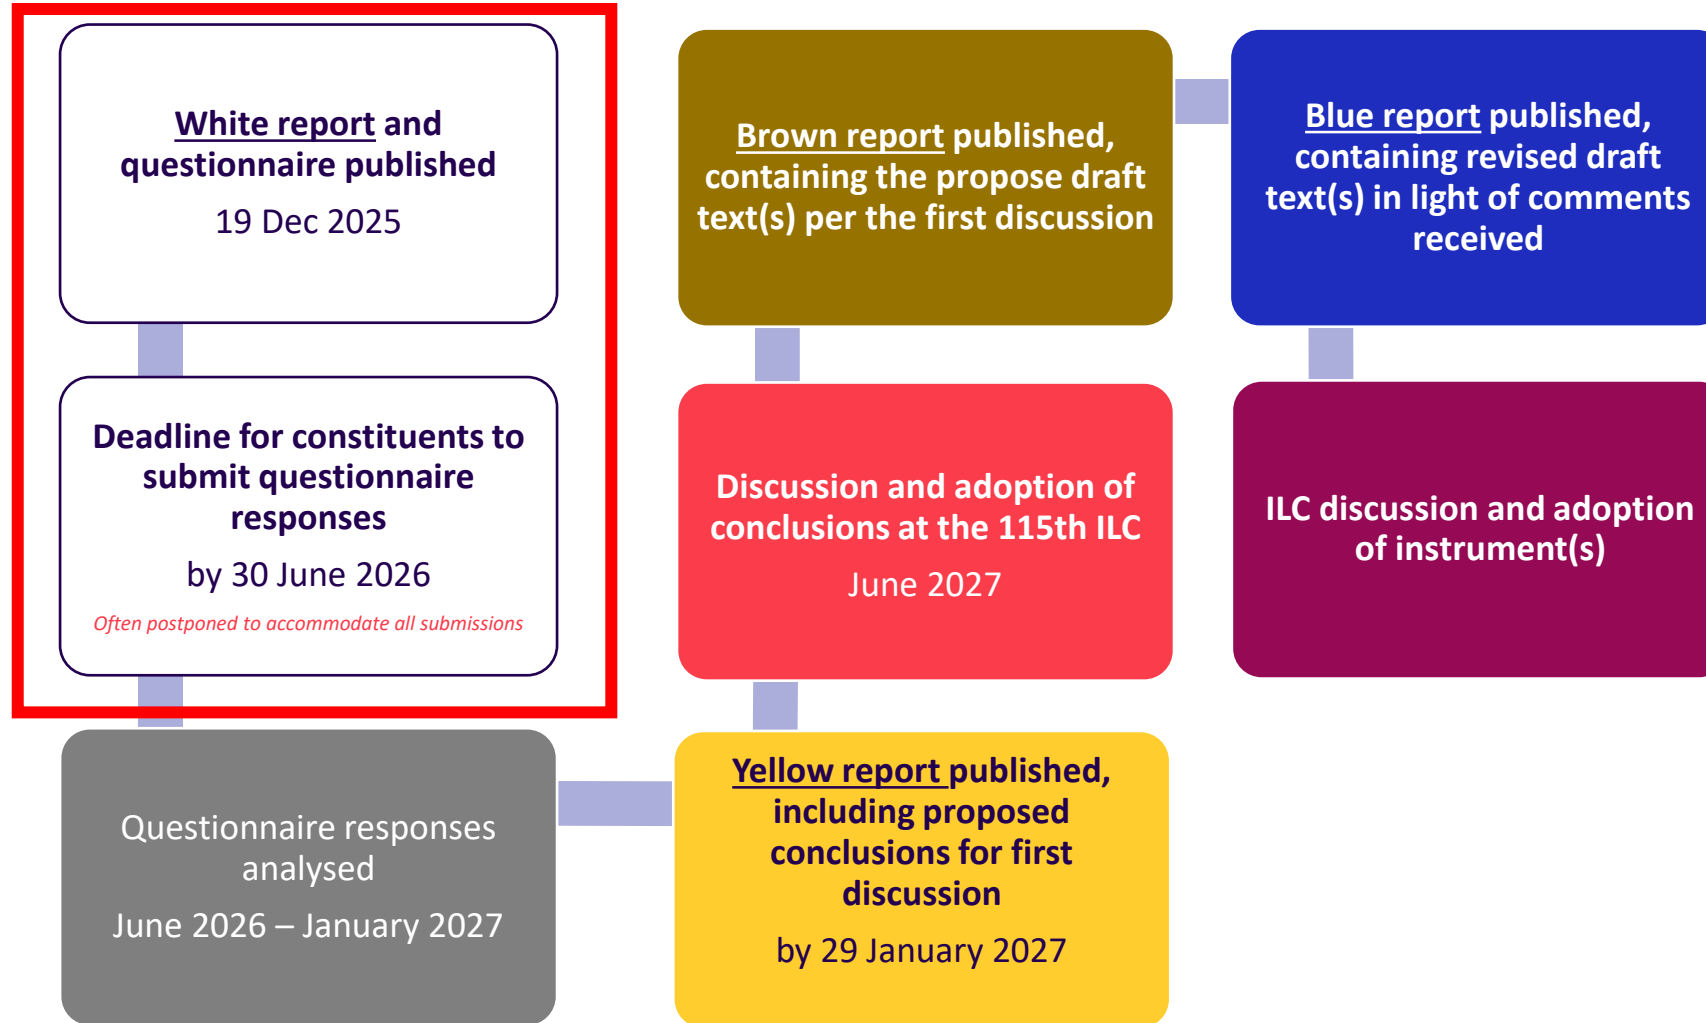 White report and
questionnaire published
19 Dec 2025
Deadline for constituents to
submit questionnaire
responses
by 30 June 2026
Often postponed to accommodate all submissions
Questionnaire responses
analysed
June 2026 – January 2027
Yellow report published,
including proposed
conclusions for first
discussion
by 29 January 2027
Discussion and adoption of
conclusions at the 115th ILC
June 2027
Brown report published,
containing the propose draft
text(s) per the first discussion
Blue report published,
containing revised draft
text(s) in light of comments
received
ILC discussion and adoption
of instrument(s)